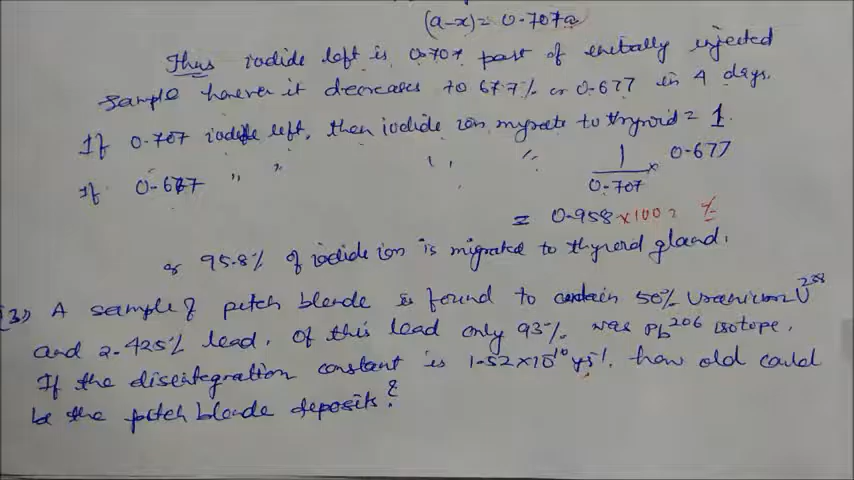 (a-x) = 0.707a
Thus iodide left is 0.707 part of initially injected
sample however it decreases to 67.7% or 0.677 in 4 days.
If 0.707 iodide left, then iodide ion migrate to thyroid = 1
If 0.677 " " " " 1/0.707 × 0.677
= 0.958 × 100 = %
or 95.8% of iodide ion is migrated to thyroid gland.
(3.) A sample of pitch blende is found to contain 50% Uranium U²³⁸
and 2.425% lead. Of this lead only 93% was Pb²⁰⁶ isotope.
If the disintegration constant is 1.52×10⁻¹⁰ yr⁻¹. how old could
be the pitch blende deposits?